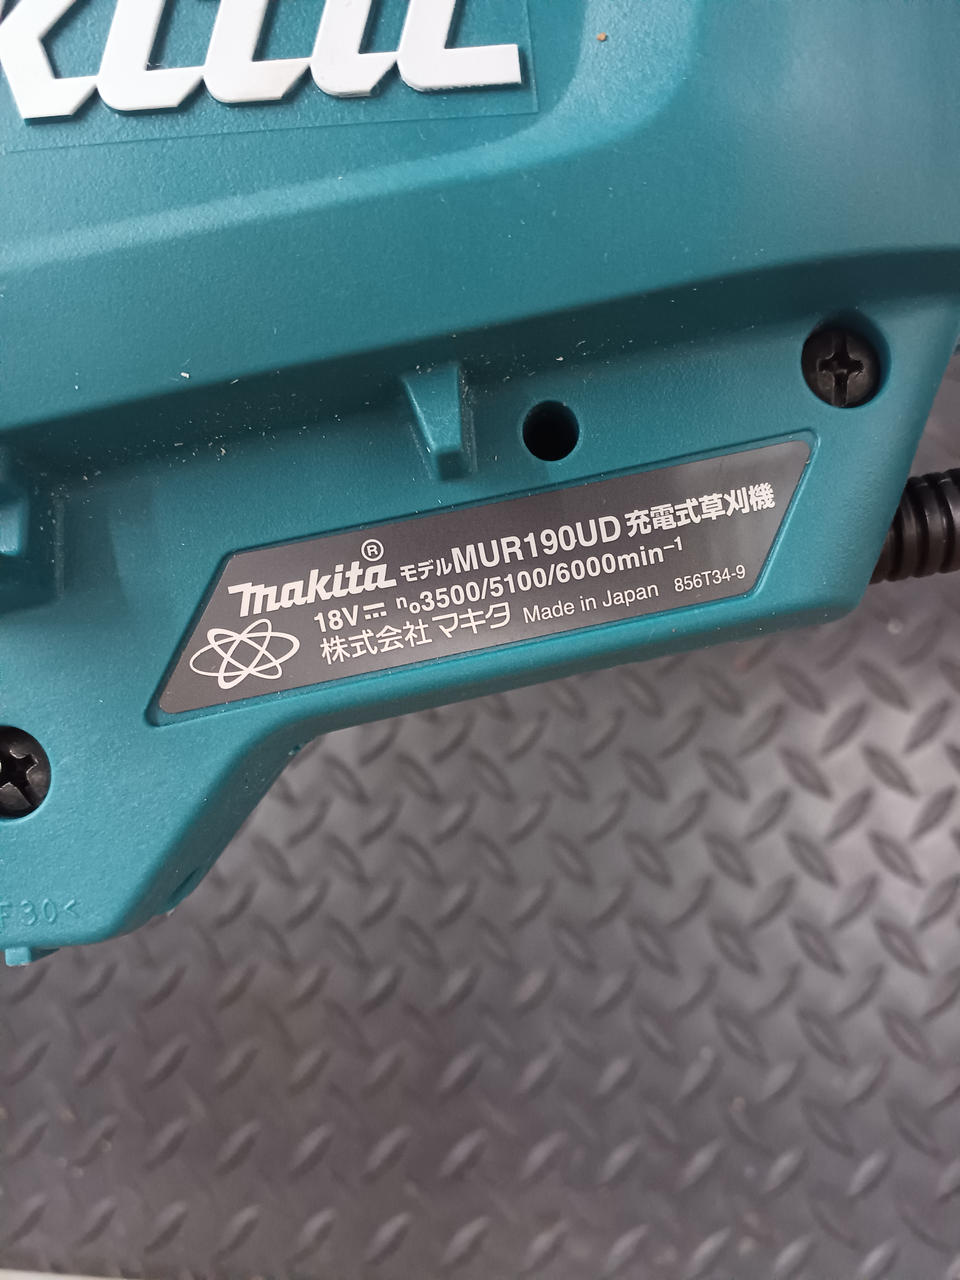 makita® モデルMUR190UD 充電式草刈機
18V⎓ n₀3500/5100/6000min⁻¹
株式会社マキタ Made in Japan 856T34-9
F30<